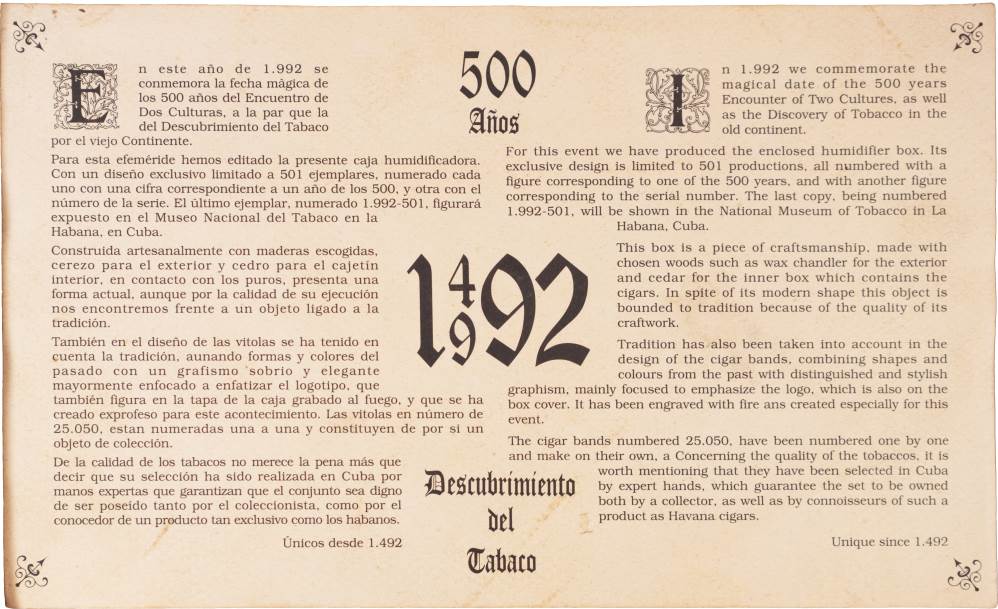 En este año de 1.992 se
conmemora la fecha màgica de
los 500 años del Encuentro de
Dos Culturas, a la par que la
del Descubrimiento del Tabaco
por el viejo Continente.
Para esta efeméride hemos editado la presente caja humidificadora.
Con un diseño exclusivo limitado a 501 ejemplares, numerado cada
uno con una cifra correspondiente a un año de los 500, y otra con el
número de la serie. El último ejemplar, numerado 1.992-501, figurará
expuesto en el Museo Nacional del Tabaco en la
Habana, en Cuba.
Construida artesanalmente con maderas escogidas,
cerezo para el exterior y cedro para el cajetín
interior, en contacto con los puros, presenta una
forma actual, aunque por la calidad de su ejecución
nos encontremos frente a un objeto ligado a la
tradición.
También en el diseño de las vitolas se ha tenido en
cuenta la tradición, aunando formas y colores del
pasado con un grafismo sobrio y elegante
mayormente enfocado a enfatizar el logotipo, que
también figura en la tapa de la caja grabado al fuego, y que se ha
creado exprofeso para este acontecimiento. Las vitolas en número de
25.050, estan numeradas una a una y constituyen de por si un
objeto de colección.
De la calidad de los tabacos no merece la pena más que
decir que su selección ha sido realizada en Cuba por
manos expertas que garantizan que el conjunto sea digno
de ser poseido tanto por el coleccionista, como por el
conocedor de un producto tan exclusivo como los habanos.
Únicos desde 1.492
500
Años
1492
9
Descubrimiento
del
Tabaco
In 1.992 we commemorate the
magical date of the 500 years
Encounter of Two Cultures, as well
as the Discovery of Tobacco in the
old continent.
For this event we have produced the enclosed humidifier box. Its
exclusive design is limited to 501 productions, all numbered with a
figure corresponding to one of the 500 years, and with another figure
corresponding to the serial number. The last copy, being numbered
1.992-501, will be shown in the National Museum of Tobacco in La
Habana, Cuba.
This box is a piece of craftsmanship, made with
chosen woods such as wax chandler for the exterior
and cedar for the inner box which contains the
cigars. In spite of its modern shape this object is
bounded to tradition because of the quality of its
craftwork.
Tradition has also been taken into account in the
design of the cigar bands, combining shapes and
colours from the past with distinguished and stylish
graphism, mainly focused to emphasize the logo, which is also on the
box cover. It has been engraved with fire ans created especially for this
event.
The cigar bands numbered 25.050, have been numbered one by one
and make on their own, a Concerning the quality of the tobaccos, it is
worth mentioning that they have been selected in Cuba
by expert hands, which guarantee the set to be owned
both by a collector, as well as by connoisseurs of such a
product as Havana cigars.
Unique since 1.492